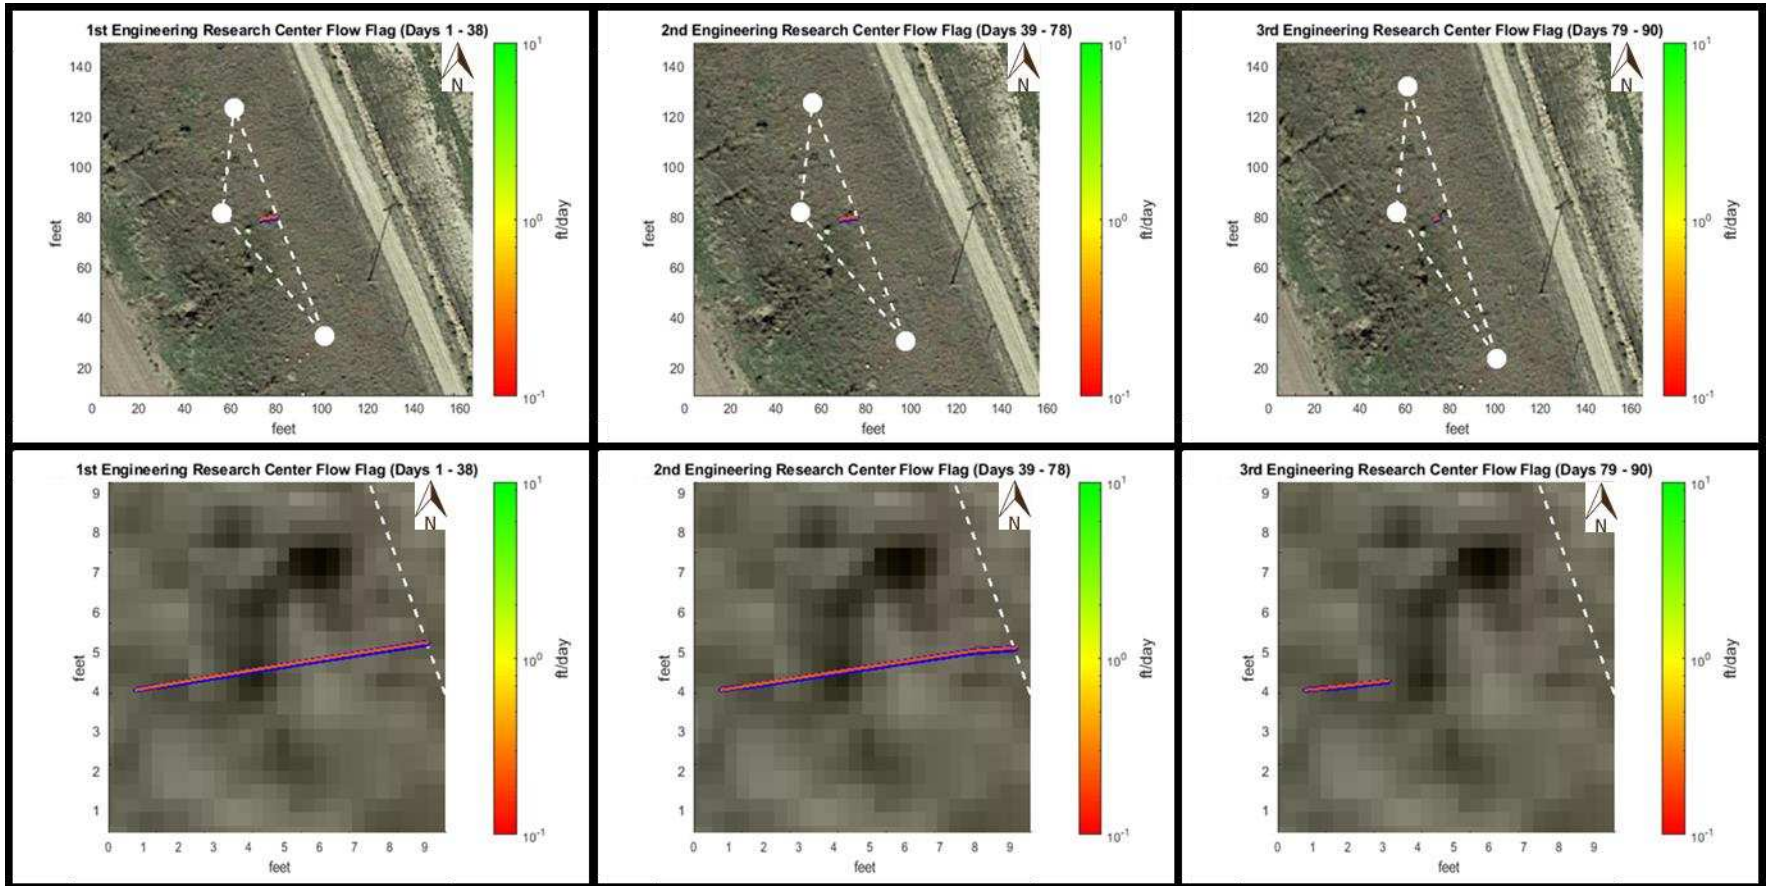 1st Engineering Research Center Flow Flag (Days 1 - 38)
N
140
120
100
80
60
40
20
feet
0 20 40 60 80 100 120 140 160
feet
10^1
10^0
10^-1
ft/day
2nd Engineering Research Center Flow Flag (Days 39 - 78)
N
140
120
100
80
60
40
20
feet
0 20 40 60 80 100 120 140 160
feet
10^1
10^0
10^-1
ft/day
3rd Engineering Research Center Flow Flag (Days 79 - 90)
N
140
120
100
80
60
40
20
feet
0 20 40 60 80 100 120 140 160
feet
10^1
10^0
10^-1
ft/day
1st Engineering Research Center Flow Flag (Days 1 - 38)
N
9
8
7
6
5
4
3
2
1
feet
0 1 2 3 4 5 6 7 8 9
feet
10^1
10^0
10^-1
ft/day
2nd Engineering Research Center Flow Flag (Days 39 - 78)
N
9
8
7
6
5
4
3
2
1
feet
0 1 2 3 4 5 6 7 8 9
feet
10^1
10^0
10^-1
ft/day
3rd Engineering Research Center Flow Flag (Days 79 - 90)
N
9
8
7
6
5
4
3
2
1
feet
0 1 2 3 4 5 6 7 8 9
feet
10^1
10^0
10^-1
ft/day